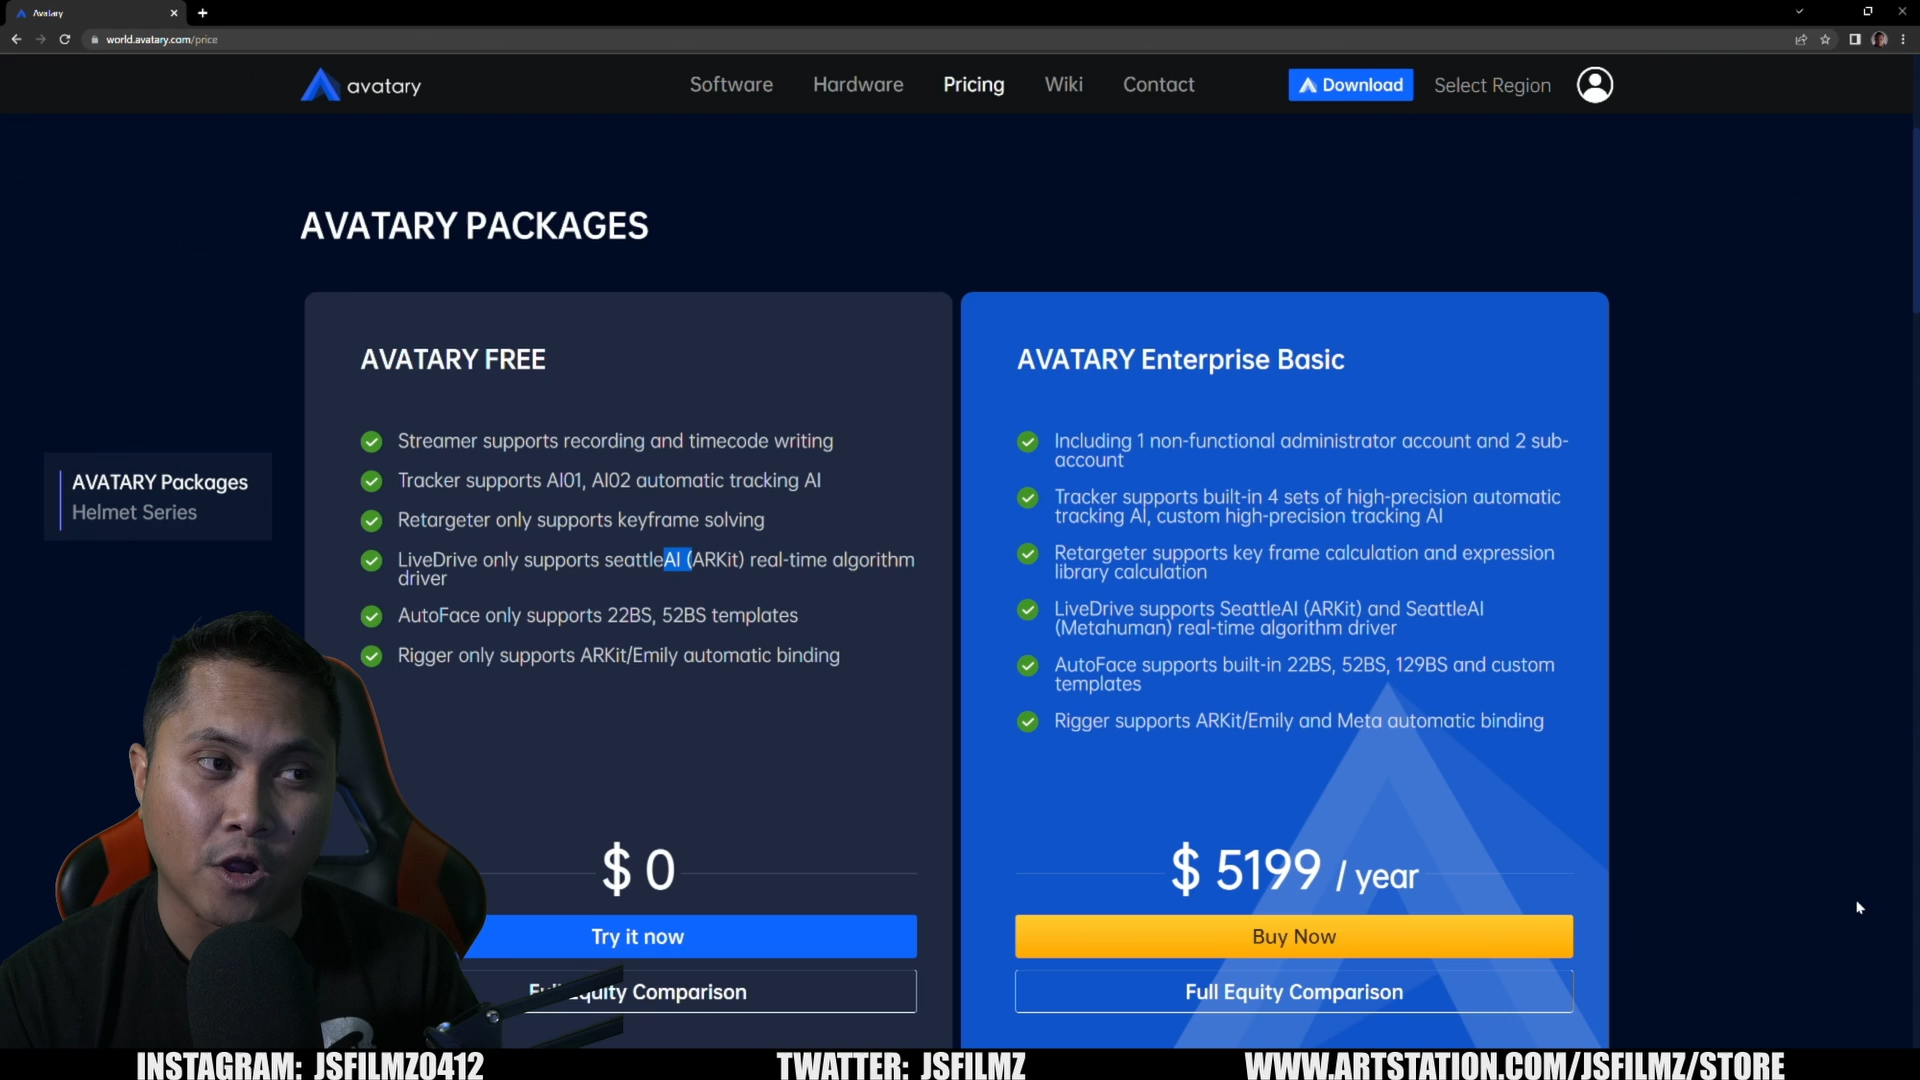 Avatary
world.avatary.com/price
avatary
Software
Hardware
Pricing
Wiki
Contact
Download
Select Region
AVATARY PACKAGES
AVATARY Packages
Helmet Series
AVATARY FREE
Streamer supports recording and timecode writing
Tracker supports AI01, AI02 automatic tracking AI
Retargeter only supports keyframe solving
LiveDrive only supports seattleAI (ARKit) real-time algorithm
driver
AutoFace only supports 22BS, 52BS templates
Rigger only supports ARKit/Emily automatic binding
$ 0
Try it now
Full Equity Comparison
AVATARY Enterprise Basic
Including 1 non-functional administrator account and 2 sub-
account
Tracker supports built-in 4 sets of high-precision automatic
tracking AI, custom high-precision tracking AI
Retargeter supports key frame calculation and expression
library calculation
LiveDrive supports SeattleAI (ARKit) and SeattleAI
(Metahuman) real-time algorithm driver
AutoFace supports built-in 22BS, 52BS, 129BS and custom
templates
Rigger supports ARKit/Emily and Meta automatic binding
$ 5199 / year
Buy Now
Full Equity Comparison
INSTAGRAM: JSFILMZ0412
TWATTER: JSFILMZ
WWW.ARTSTATION.COM/JSFILMZ/STORE